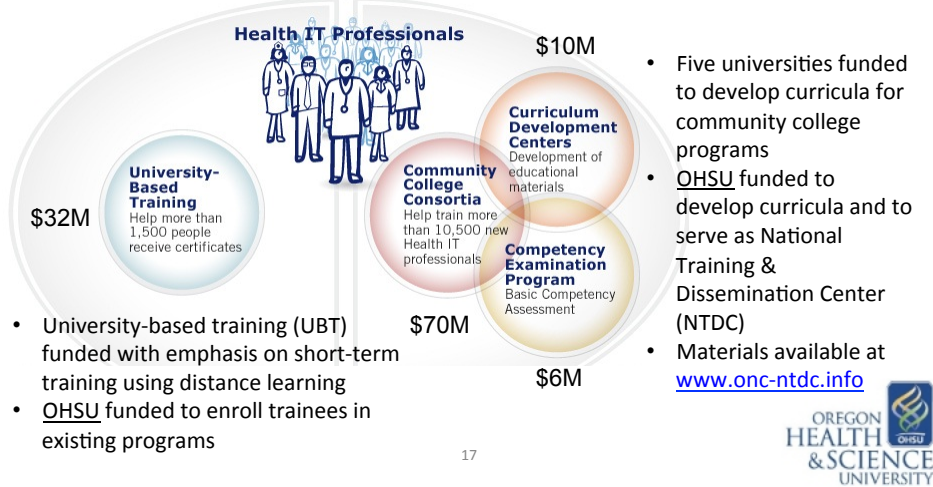 Health IT Professionals
$10M
Curriculum
Development
Centers
Development of
educational
materials
University-
Based
Training
Help more than
1,500 people
receive certificates
$32M
Community
College
Consortia
Help train more
than 10,500 new
Health IT
professionals
Competency
Examination
Program
Basic Competency
Assessment
$70M
$6M
• University-based training (UBT)
funded with emphasis on short-term
training using distance learning
• OHSU funded to enroll trainees in
existing programs
• Five universities funded
to develop curricula for
community college
programs
• OHSU funded to
develop curricula and to
serve as National
Training &
Dissemination Center
(NTDC)
• Materials available at
www.onc-ntdc.info
17
OREGON
HEALTH
&SCIENCE
UNIVERSITY
OHSU